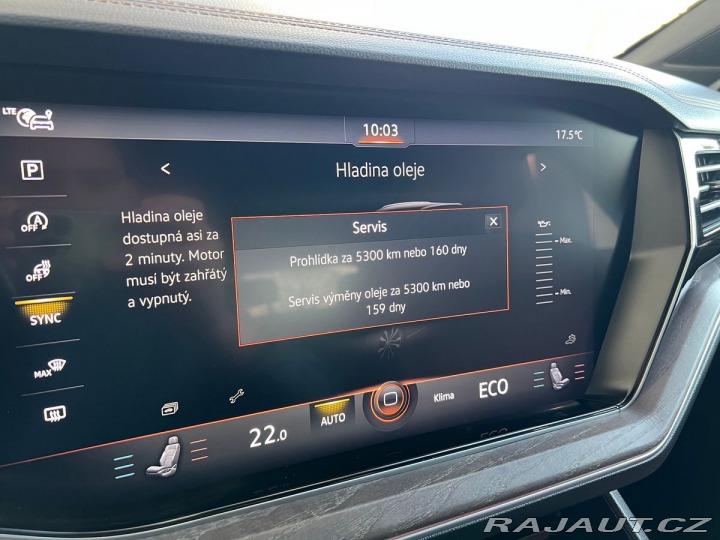 LTE
10:03
17.5°C
P
< Hladina oleje >
OFF
OFF
SYNC
MAX
Hladina oleje
dostupná asi za
2 minuty. Motor
musí být zahřátý
a vypnutý.
Servis
Prohlídka za 5300 km nebo 160 dny
Servis výměny oleje za 5300 km nebo
159 dny
Max.
Min.
22.0
AUTO
Klima
ECO
RAJAUT.CZ